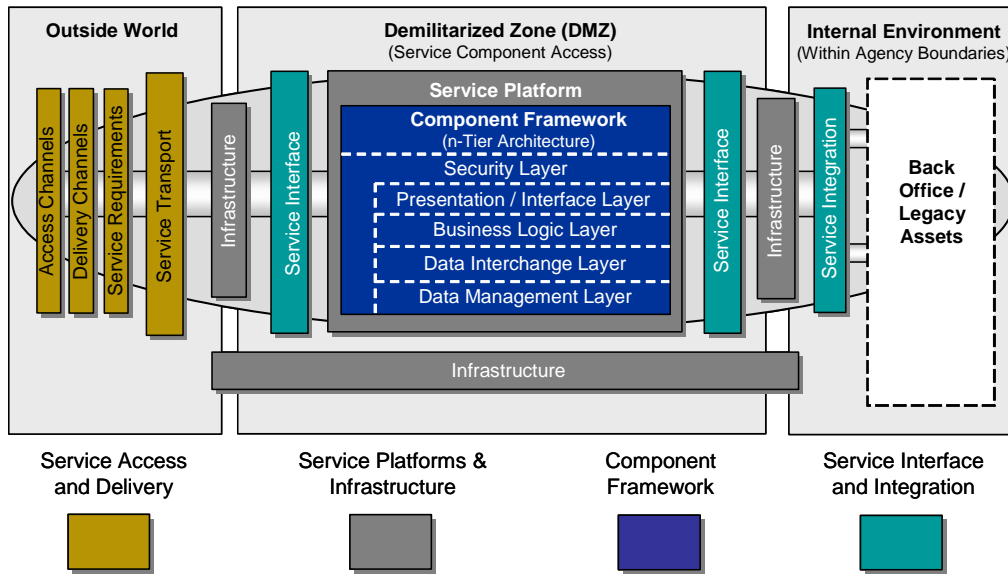 Outside World
Demilitarized Zone (DMZ)
(Service Component Access)
Internal Environment
(Within Agency Boundaries)
Access Channels
Delivery Channels
Service Requirements
Service Transport
Infrastructure
Service Interface
Service Platform
Component Framework
(n-Tier Architecture)
Security Layer
Presentation / Interface Layer
Business Logic Layer
Data Interchange Layer
Data Management Layer
Service Interface
Infrastructure
Service Integration
Back
Office /
Legacy
Assets
Infrastructure
Service Access
and Delivery
Service Platforms &
Infrastructure
Component
Framework
Service Interface
and Integration